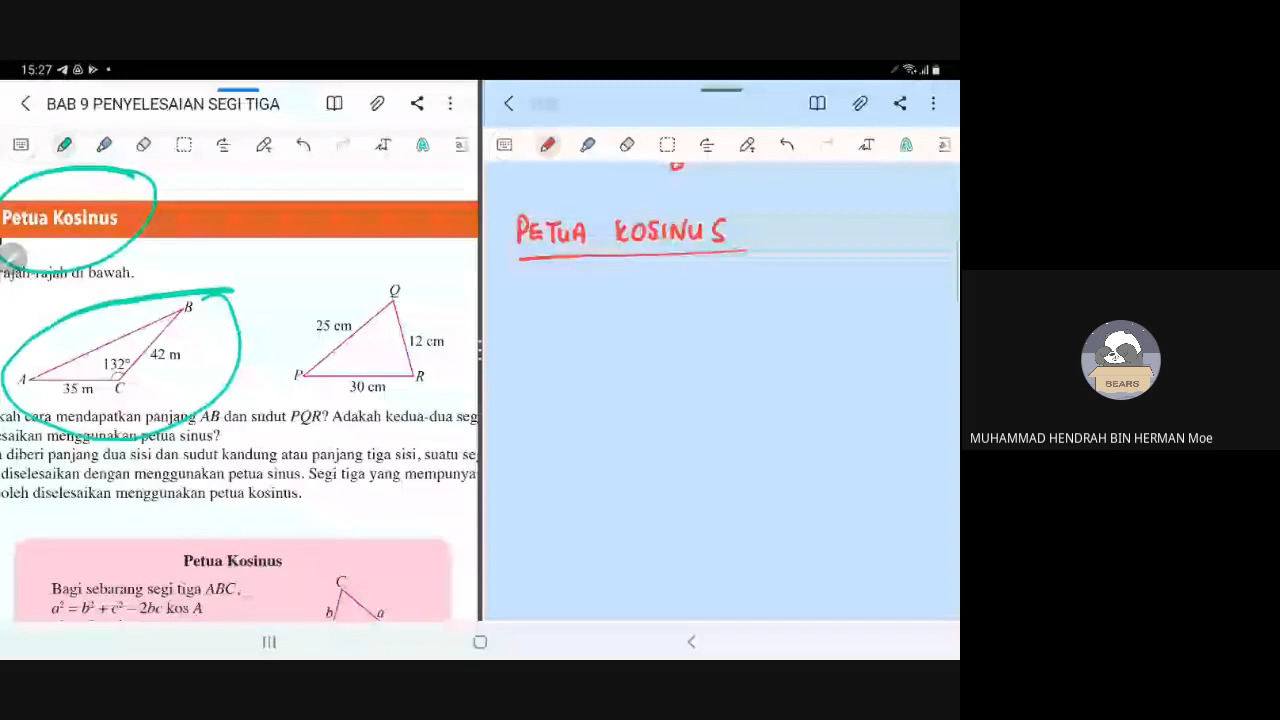 15:27
BAB 9 PENYELESAIAN SEGI TIGA
Petua Kosinus
rajah-rajah di bawah.
B
132°
42 m
A
35 m
C
Q
25 cm
12 cm
P
R
30 cm
kah cara mendapatkan panjang AB dan sudut PQR? Adakah kedua-dua seg
esaikan menggunakan petua sinus?
diberi panjang dua sisi dan sudut kandung atau panjang tiga sisi, suatu se
diselesaikan dengan menggunakan petua sinus. Segi tiga yang mempunya
oleh diselesaikan menggunakan petua kosinus.
Petua Kosinus
Bagi sebarang segi tiga ABC,
a² = b² + c² – 2bc kos A
C
b
a
PETUA KOSINUS
BEARS
MUHAMMAD HENDRAH BIN HERMAN Moe